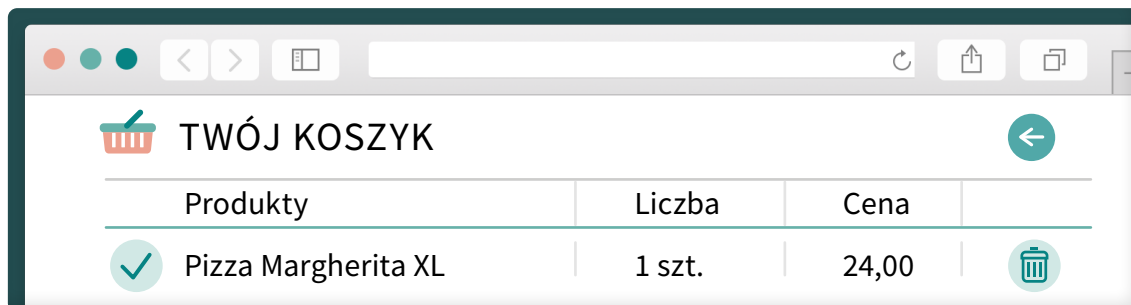 TWÓJ KOSZYK
Produkty Liczba Cena
Pizza Margherita XL 1 szt. 24,00